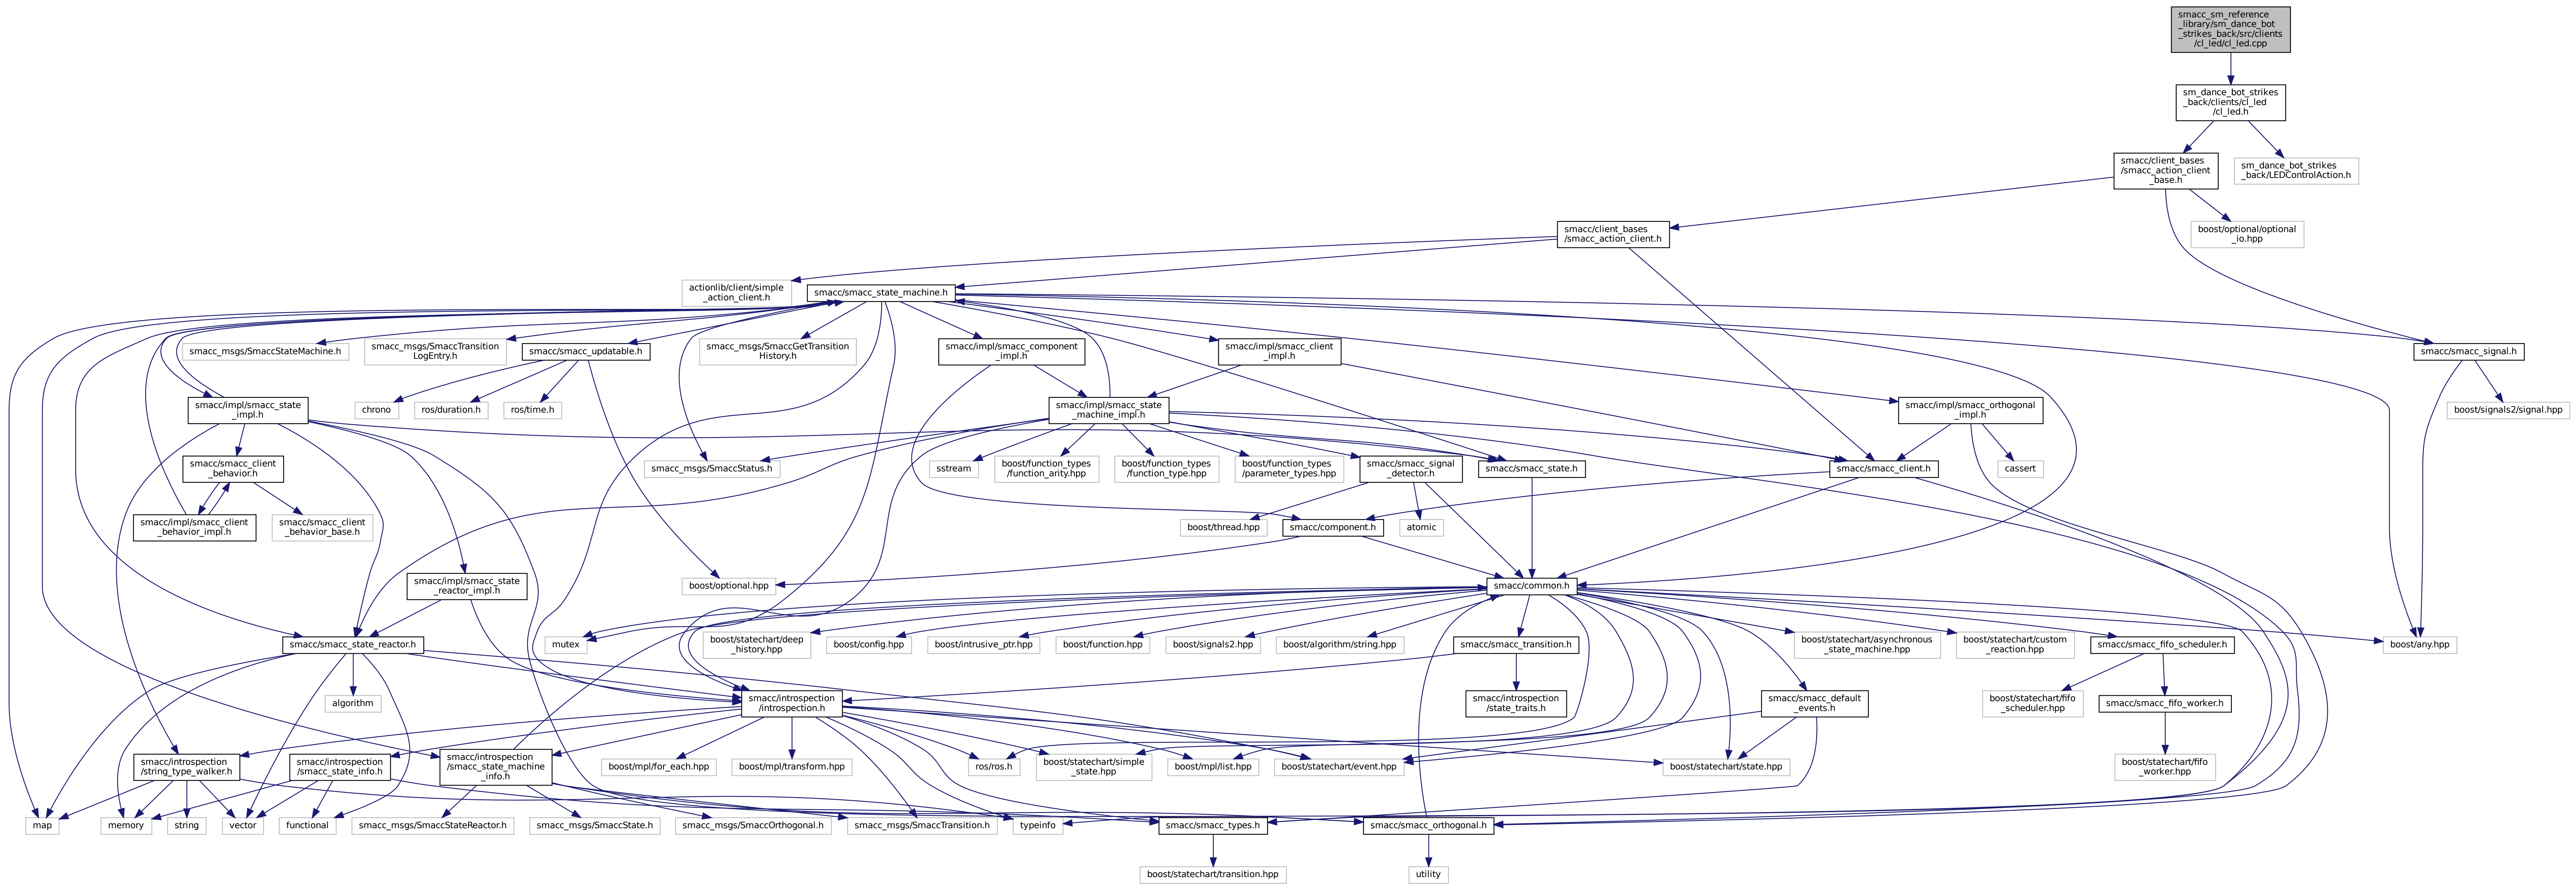 smacc_sm_reference
_library/sm_dance_bot
_strikes_back/src/clients
/cl_led/cl_led.cpp
sm_dance_bot_strikes
_back/clients/cl_led
/cl_led.h
smacc/client_bases
/smacc_action_client
_base.h
sm_dance_bot_strikes
_back/LEDControlAction.h
smacc/client_bases
/smacc_action_client.h
boost/optional/optional
_io.hpp
actionlib/client/simple
_action_client.h
smacc/smacc_state_machine.h
smacc_msgs/SmaccStateMachine.h
smacc_msgs/SmaccTransition
LogEntry.h
smacc/smacc_updatable.h
smacc_msgs/SmaccGetTransition
History.h
smacc/impl/smacc_component
_impl.h
smacc/impl/smacc_client
_impl.h
smacc/smacc_signal.h
chrono
ros/duration.h
ros/time.h
smacc/impl/smacc_state
_impl.h
smacc/impl/smacc_state
_machine_impl.h
smacc/impl/smacc_orthogonal
_impl.h
boost/signals2/signal.hpp
smacc/smacc_client
_behavior.h
smacc_msgs/SmaccStatus.h
sstream
boost/function_types
/function_arity.hpp
boost/function_types
/function_type.hpp
boost/function_types
/parameter_types.hpp
smacc/smacc_signal
_detector.h
smacc/smacc_state.h
smacc/smacc_client.h
cassert
smacc/impl/smacc_client
_behavior_impl.h
smacc/smacc_client
_behavior_base.h
boost/thread.hpp
smacc/component.h
atomic
smacc/impl/smacc_state
_reactor_impl.h
boost/optional.hpp
smacc/common.h
smacc/smacc_state_reactor.h
mutex
boost/statechart/deep
_history.hpp
boost/config.hpp
boost/intrusive_ptr.hpp
boost/function.hpp
boost/signals2.hpp
boost/algorithm/string.hpp
smacc/smacc_transition.h
boost/statechart/asynchronous
_state_machine.hpp
boost/statechart/custom
_reaction.hpp
smacc/smacc_fifo_scheduler.h
boost/any.hpp
algorithm
smacc/introspection
/introspection.h
smacc/introspection
/state_traits.h
smacc/smacc_default
_events.h
boost/statechart/fifo
_scheduler.hpp
smacc/smacc_fifo_worker.h
smacc/introspection
/string_type_walker.h
smacc/introspection
/smacc_state_info.h
smacc/introspection
/smacc_state_machine
_info.h
boost/mpl/for_each.hpp
boost/mpl/transform.hpp
ros/ros.h
boost/statechart/simple
_state.hpp
boost/mpl/list.hpp
boost/statechart/event.hpp
boost/statechart/state.hpp
boost/statechart/fifo
_worker.hpp
map
memory
string
vector
functional
smacc_msgs/SmaccStateReactor.h
smacc_msgs/SmaccState.h
smacc_msgs/SmaccOrthogonal.h
smacc_msgs/SmaccTransition.h
typeinfo
smacc/smacc_types.h
smacc/smacc_orthogonal.h
boost/statechart/transition.hpp
utility